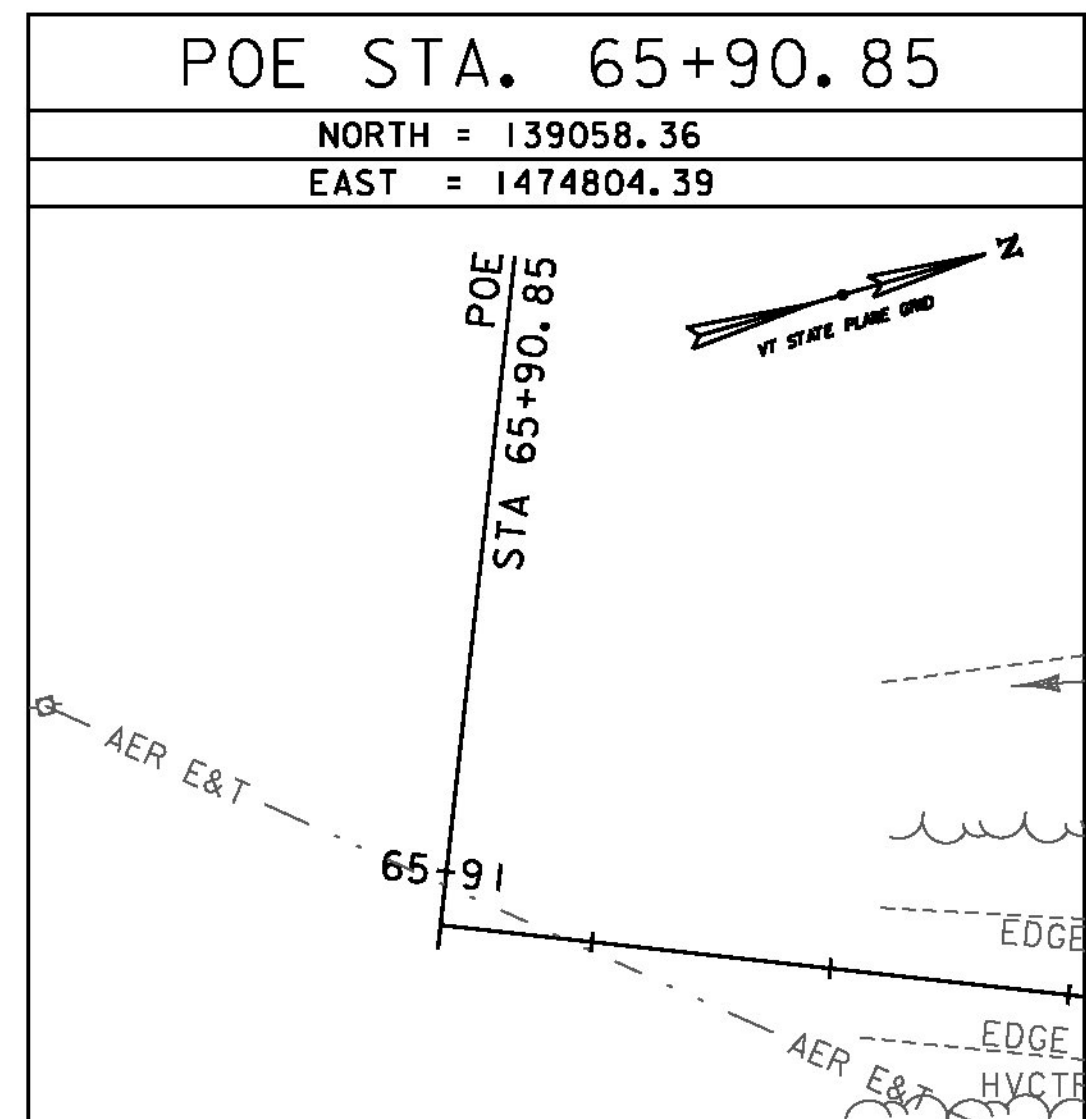 POE STA. 65+90.85
NORTH = 139058.36
EAST = 1474804.39
N
VT STATE PLANE GRID
POE
STA 65+90.85
AER E&T
65+91
EDGE
EDGE
AER E&T